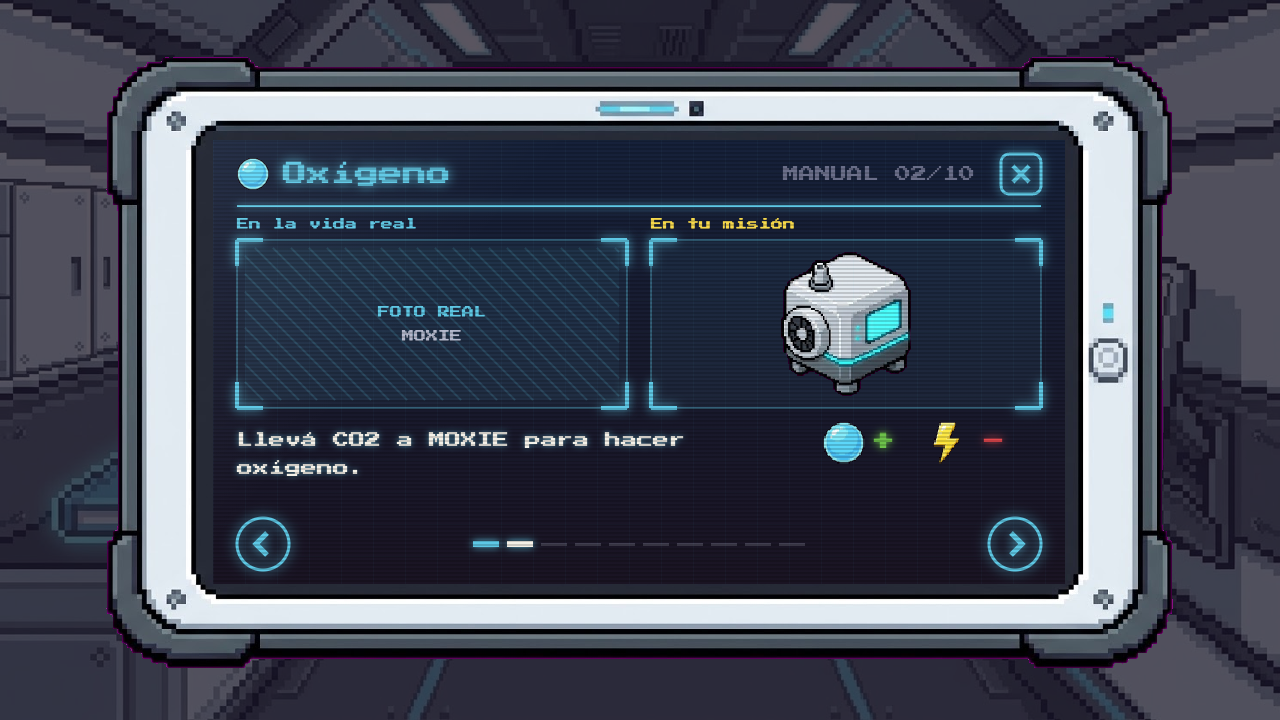 Oxígeno
MANUAL 02/10
En la vida real
En tu misión
FOTO REAL
MOXIE
Llevá CO2 a MOXIE para hacer
oxígeno.